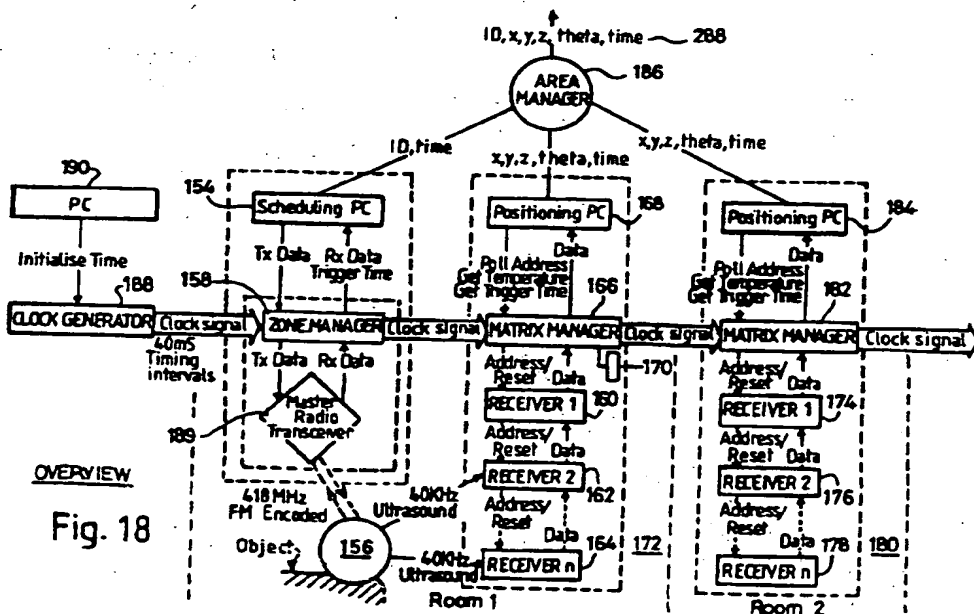 ID, x, y, z, theta, time
288
AREA MANAGER
186
ID, time
x,y,z, theta, time
x,y,z, theta, time
190
PC
154
Scheduling PC
Positioning PC
168
Positioning PC
184
Initialise Time
Tx Data
Rx Data
Trigger Time
Data
Poll Address
Get Temperature
Get Trigger Time
Data
Poll Address
Get Temperature
Get Trigger Time
188
158
166
182
CLOCK GENERATOR
Clock signal
ZONE MANAGER
Clock signal
MATRIX MANAGER
Clock signal
MATRIX MANAGER
Clock signal
40mS
Timing
intervals
Tx Data
Rx Data
Address/
Reset
Data
170
Address/
Reset
Data
Master
Radio
Transceiver
189
RECEIVER 1
160
RECEIVER 1
174
Address/
Reset
Data
Address/
Reset
Data
OVERVIEW
RECEIVER 2
162
RECEIVER 2
176
Fig. 18
418 MHz
FM Encoded
40KHz
Ultrasound
Address/
Reset
Data
Address/
Reset
Data
Object
156
40KHz
Ultrasound
RECEIVER n
164
172
RECEIVER n
178
180
Room 1
Room 2